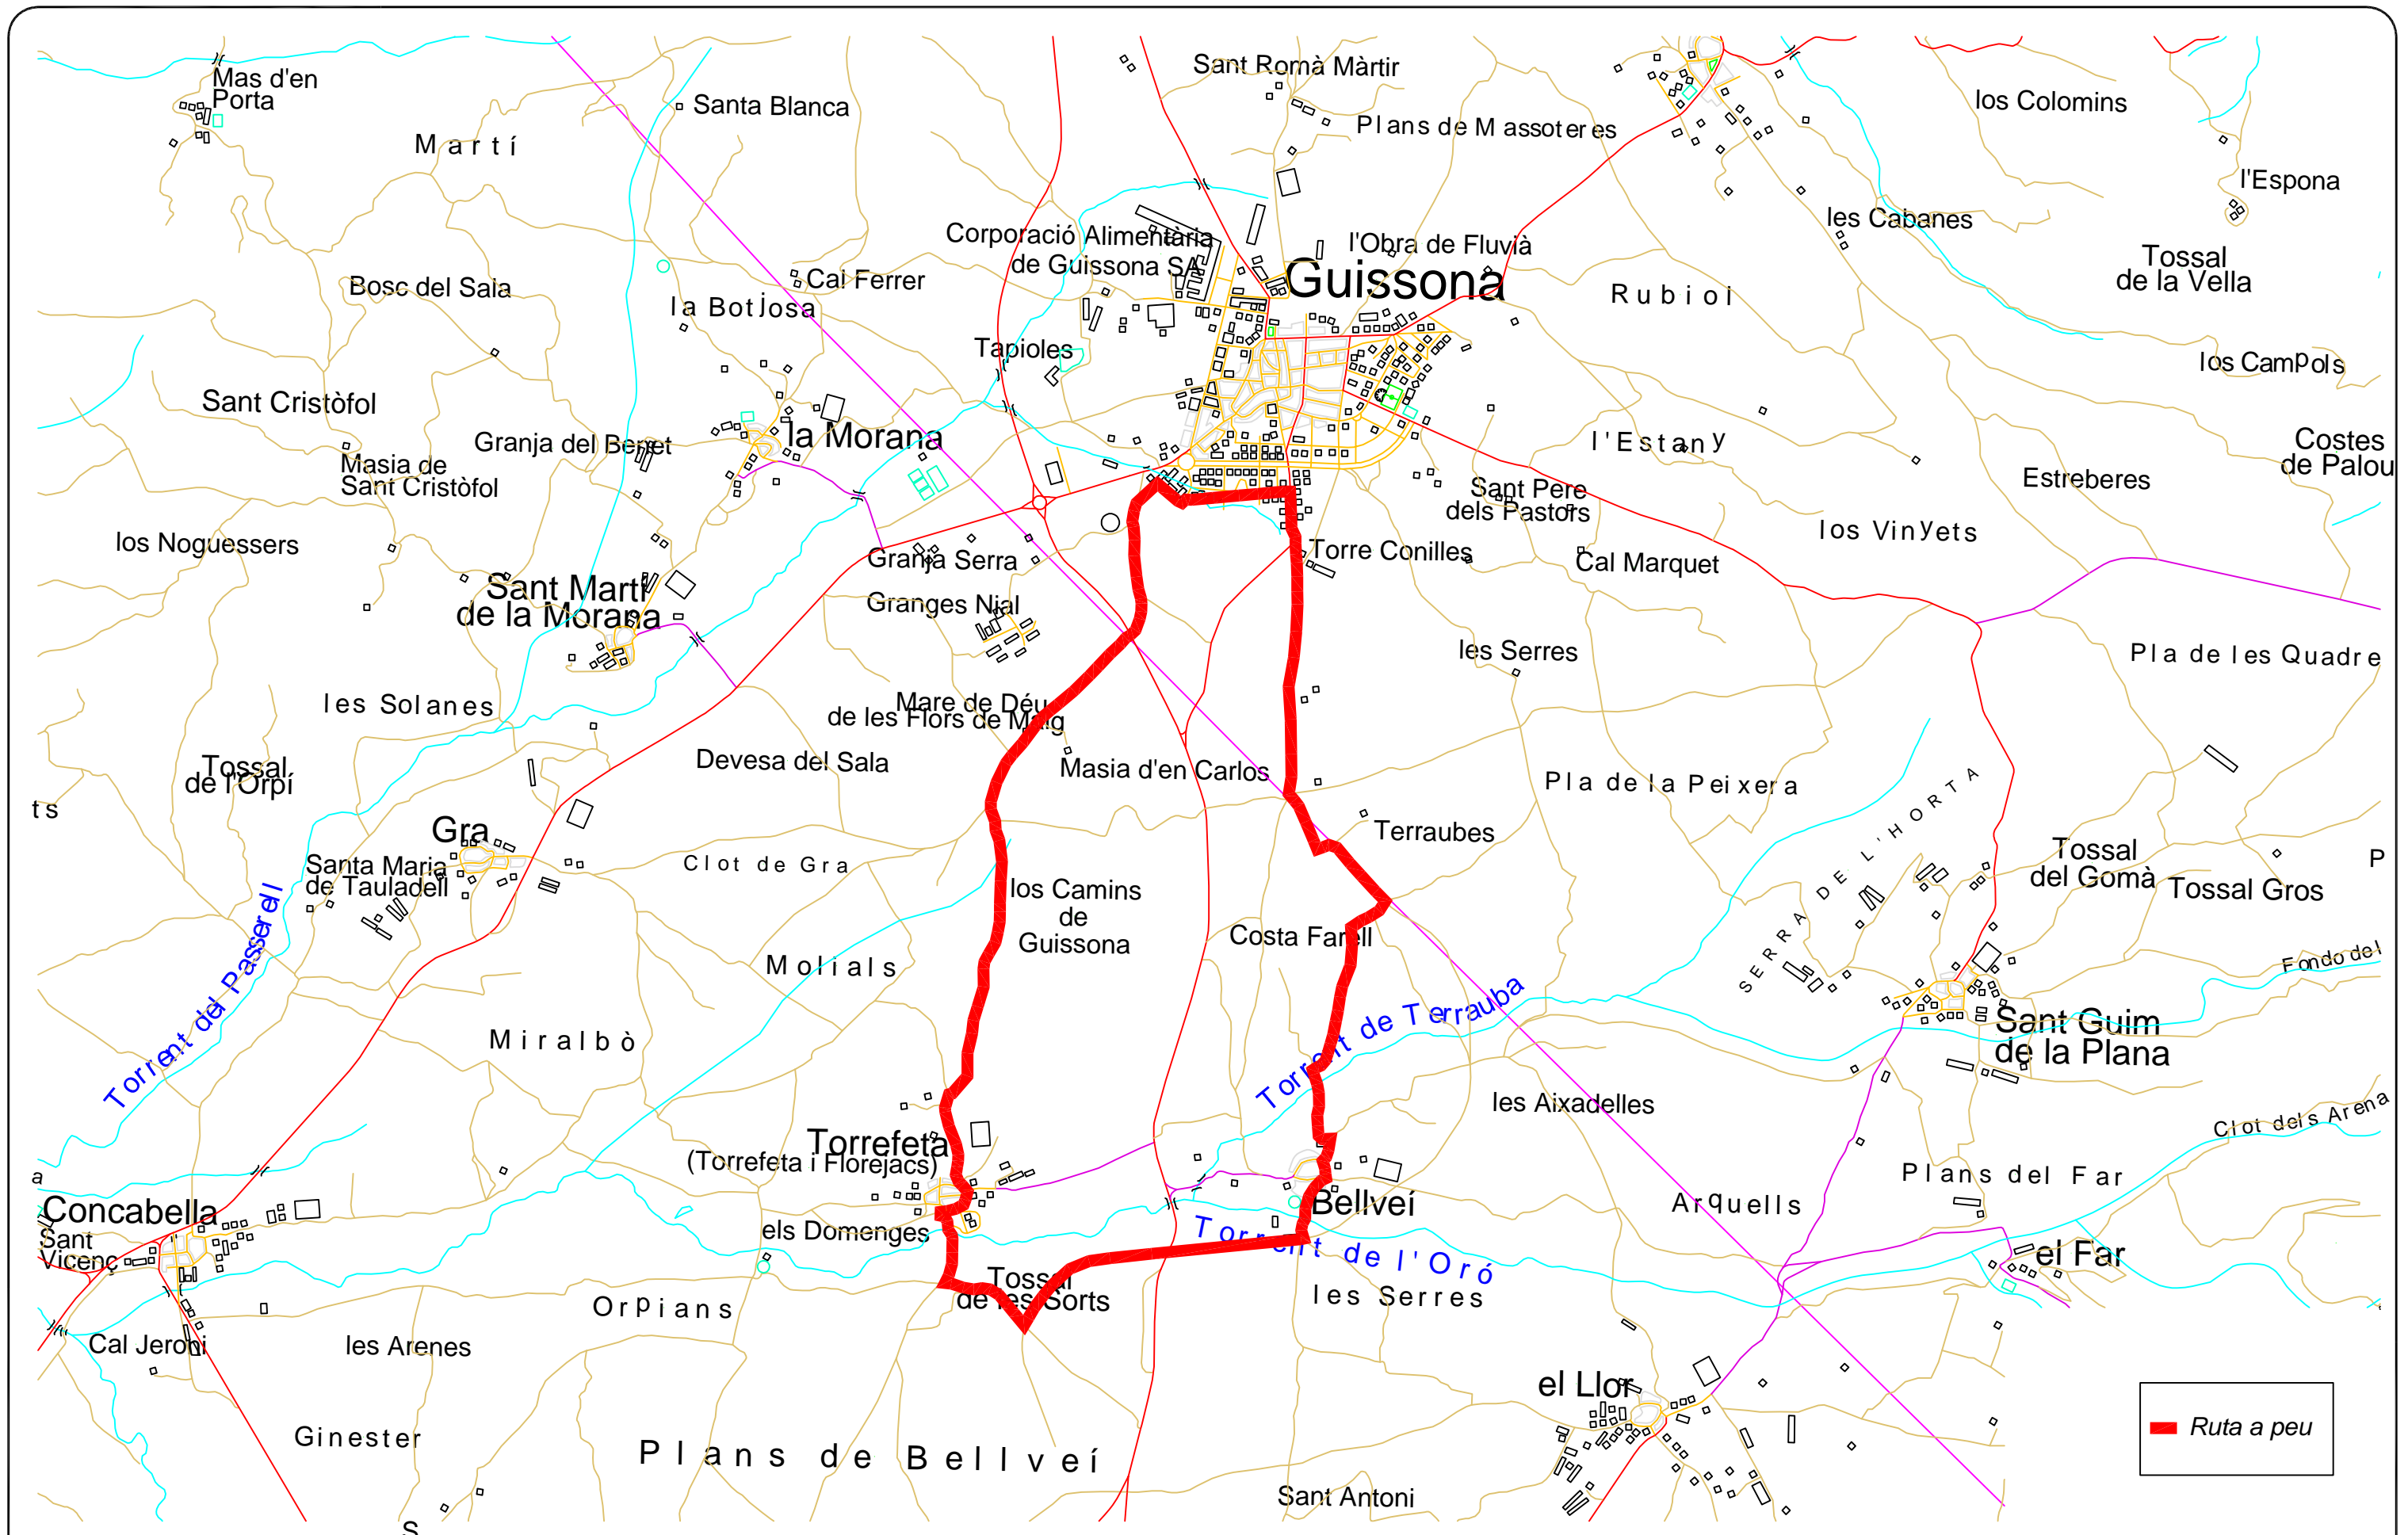 Sant Romà Màrtir
Mas d'en
Porta
Santa Blanca
los Colomins
Plans de Massoteres
Martí
l'Espona
les Cabanes
Corporació Alimentària
de Guissona SA
l'Obra de Fluvià
Guissona
Tossal
de la Vella
Cal Ferrer
Bosc del Sala
Rubiol
la Botjosa
Tapioles
los Campols
Sant Cristòfol
la Morana
Granja del Benet
l'Estany
Costes
de Palou
Masia de
Sant Cristòfol
Estreberes
Sant Pere
dels Pastors
los Vinyets
los Noguessers
Torre Conilles
Granja Serra
Cal Marquet
Sant Martí
de la Morana
Granges Nial
les Serres
Pla de les Quadre
les Solanes
Mare de Déu
de les Flors de Maig
Devesa del Sala
Masia d'en Carlos
Tossal
de l'Orpí
Pla de la Peixera
ts
Gra
Terraubes
SERRA DE L'HORTA
Tossal
del Gomà
P
Santa Maria
de Tauladell
Clot de Gra
los Camins
de
Guissona
Tossal Gros
Costa Farell
Torrent del Passerell
Molials
Fondo del
Torrent de Terrauba
Miralbò
Sant Guim
de la Plana
les Aixadelles
Clot dels Arena
Torrefeta
(Torrefeta i Florejacs)
a
Plans del Far
Concabella
Bellveí
Arquells
Sant
Vicenç
els Domenges
Torrent de l'Oró
el Far
Tossal
de les Sorts
Orpians
les Serres
Cal Jeroni
les Arenes
el Llor
Ginester
Plans de Bellveí
Ruta a peu
Sant Antoni
S